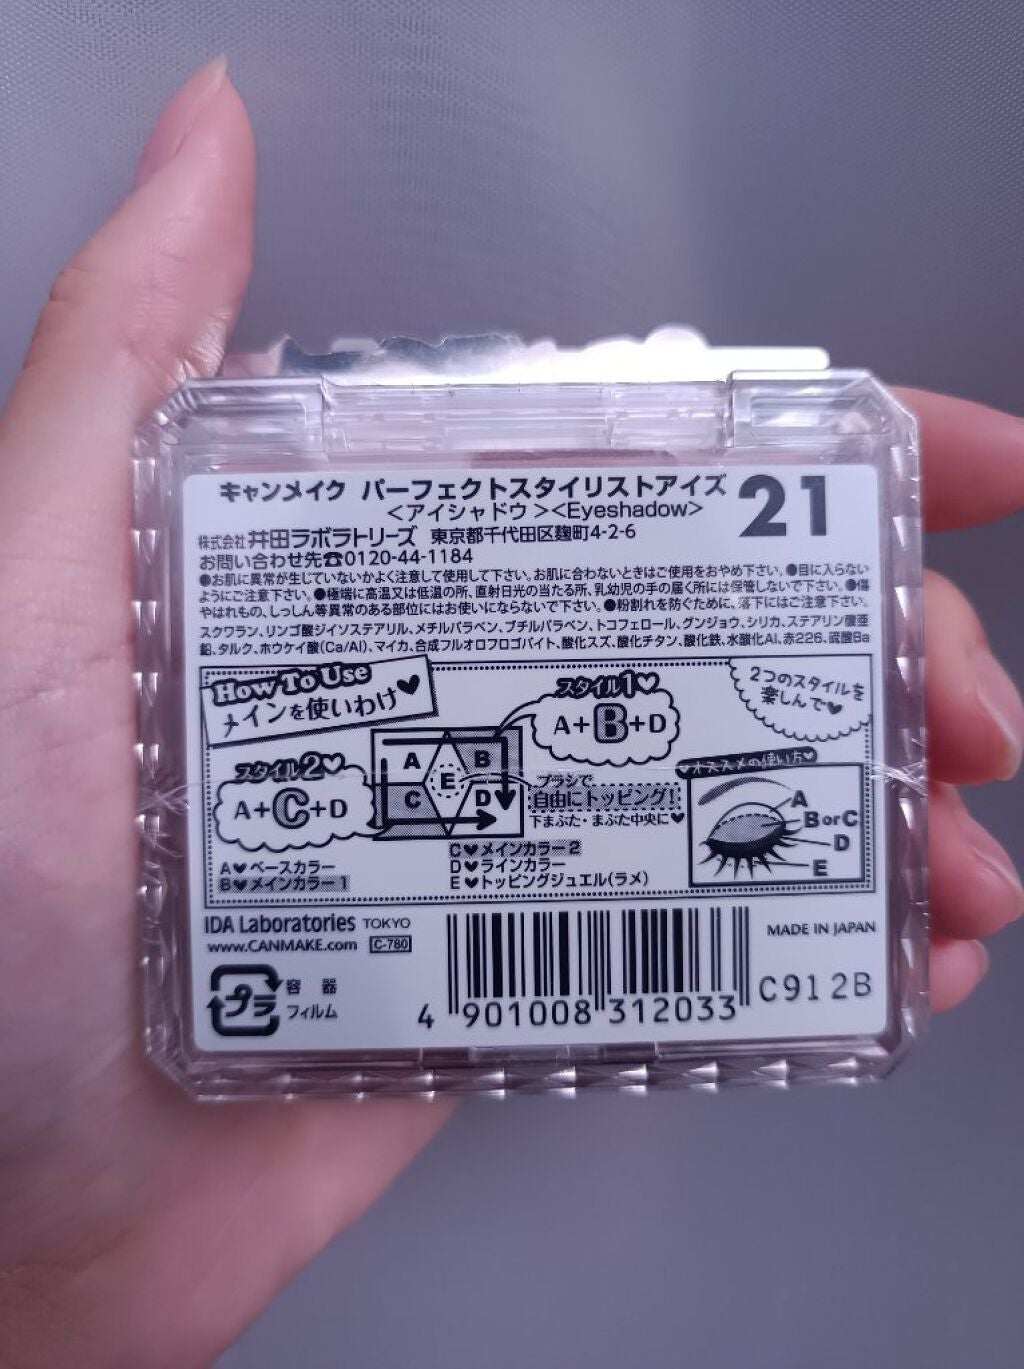 キャンメイク パーフェクトスタイリストアイズ
21
<アイシャドウ><Eyeshadow>
株式会社 井田ラボラトリーズ 東京都千代田区麹町4-2-6
お問い合わせ先☎0120-44-1184
●お肌に異常が生じていないかよく注意して使用して下さい。お肌に合わないときはご使用をおやめ下さい。●目に入らない
ようにご注意下さい。●極端に高温又は低温の所、直射日光の当たる所、乳幼児の手の届く所には保管しないで下さい。●傷
やはれもの、しっしん等異常のある部位にはお使いにならないで下さい。●粉割れを防ぐために、落下にはご注意下さい。
スクワラン、リンゴ酸ジイソステアリル、メチルパラベン、ブチルパラベン、トコフェロール、グンジョウ、シリカ、ステアリン酸亜
鉛、タルク、ホウケイ酸(Ca/Al)、マイカ、合成フルオロフロゴパイト、酸化スズ、酸化チタン、酸化鉄、水酸化Al、赤226、硫酸Ba
How To Use
メインを使いわけ♥
スタイル1♥
A+B+D
2つのスタイルを
楽しんで♥
スタイル2♥
A+C+D
A
B
C
D
E
ブラシで
自由にトッピング!
下まぶた・まぶた中央に♥
♥オススメの使い方♥
A
B or C
D
E
A♥ベースカラー
B♥メインカラー1
C♥メインカラー2
D♥ラインカラー
E♥トッピングジュエル(ラメ)
IDA Laboratories TOKYO
www.CANMAKE.com C-780
MADE IN JAPAN
プラ
容器
フィルム
4 901008 312033
C912B